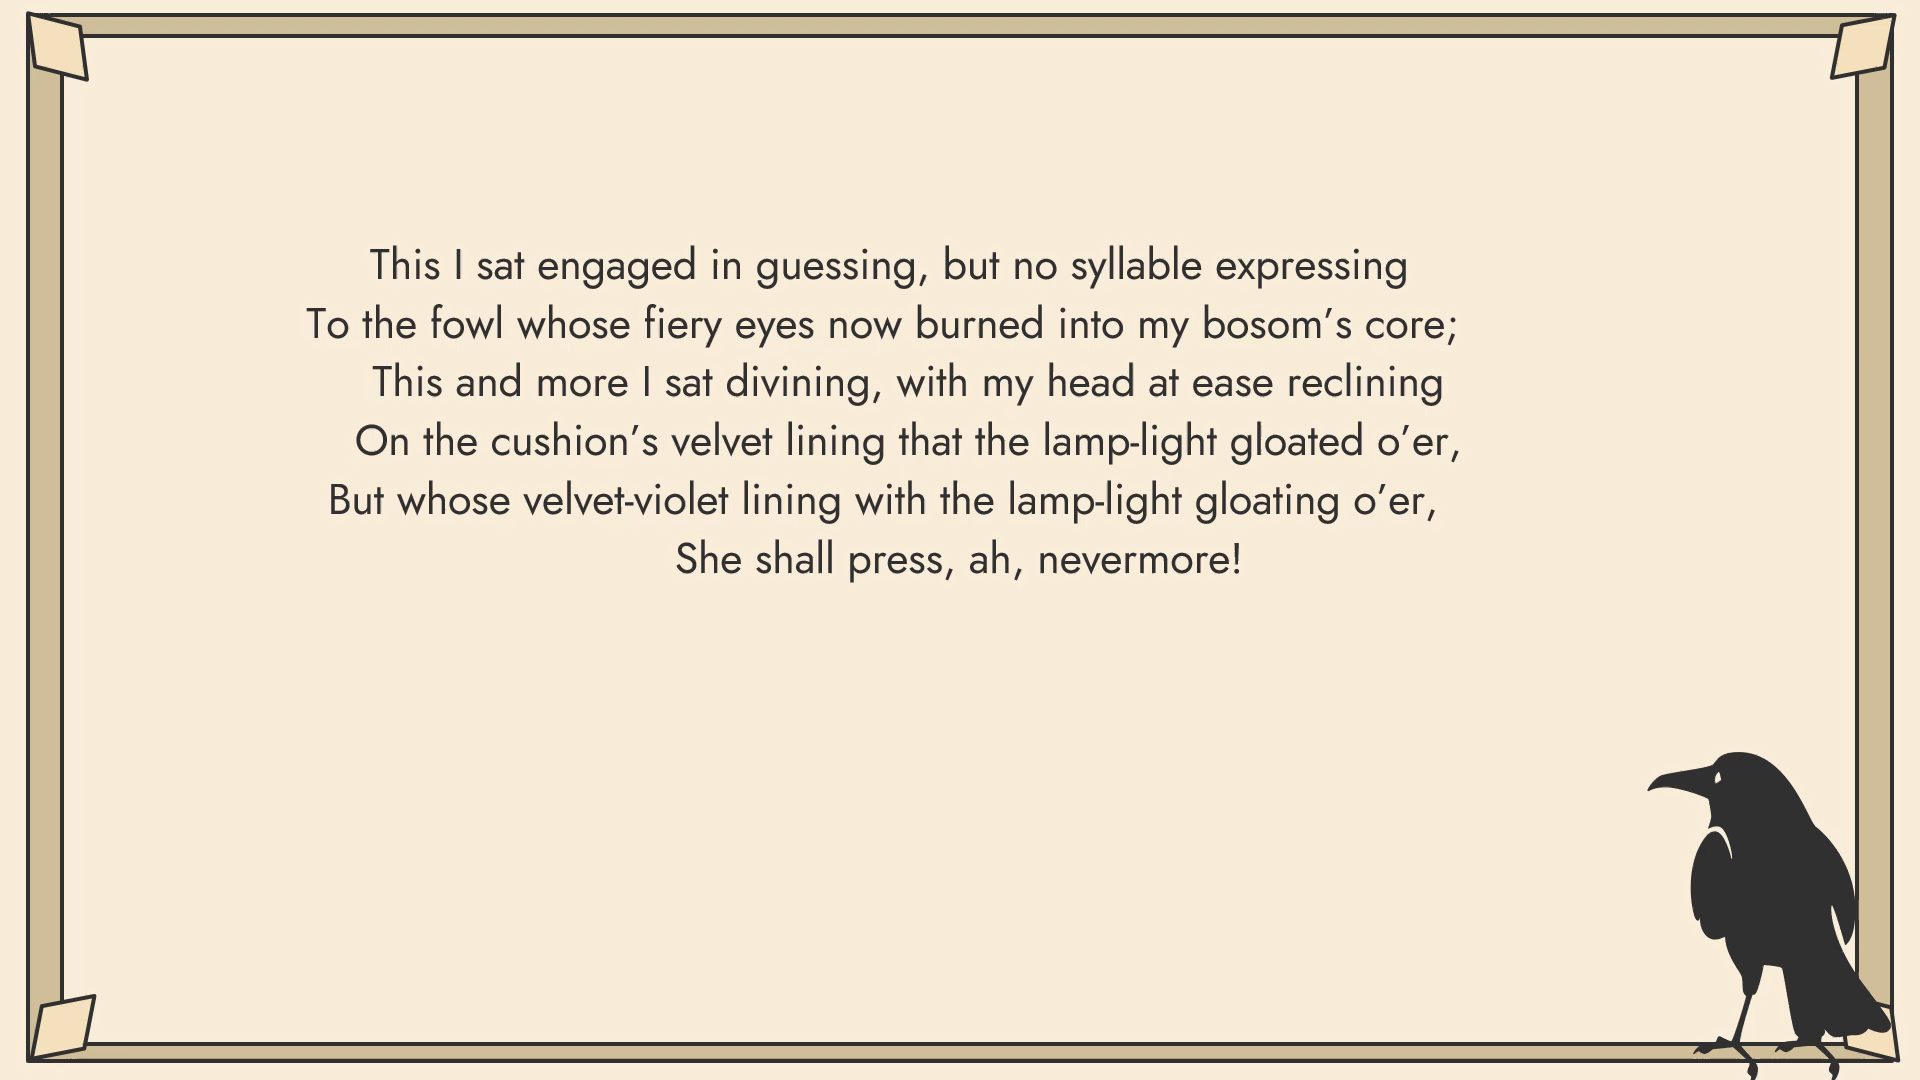 This I sat engaged in guessing, but no syllable expressing
To the fowl whose fiery eyes now burned into my bosom’s core;
This and more I sat divining, with my head at ease reclining
On the cushion’s velvet lining that the lamp-light gloated o’er,
But whose velvet-violet lining with the lamp-light gloating o’er,
She shall press, ah, nevermore!